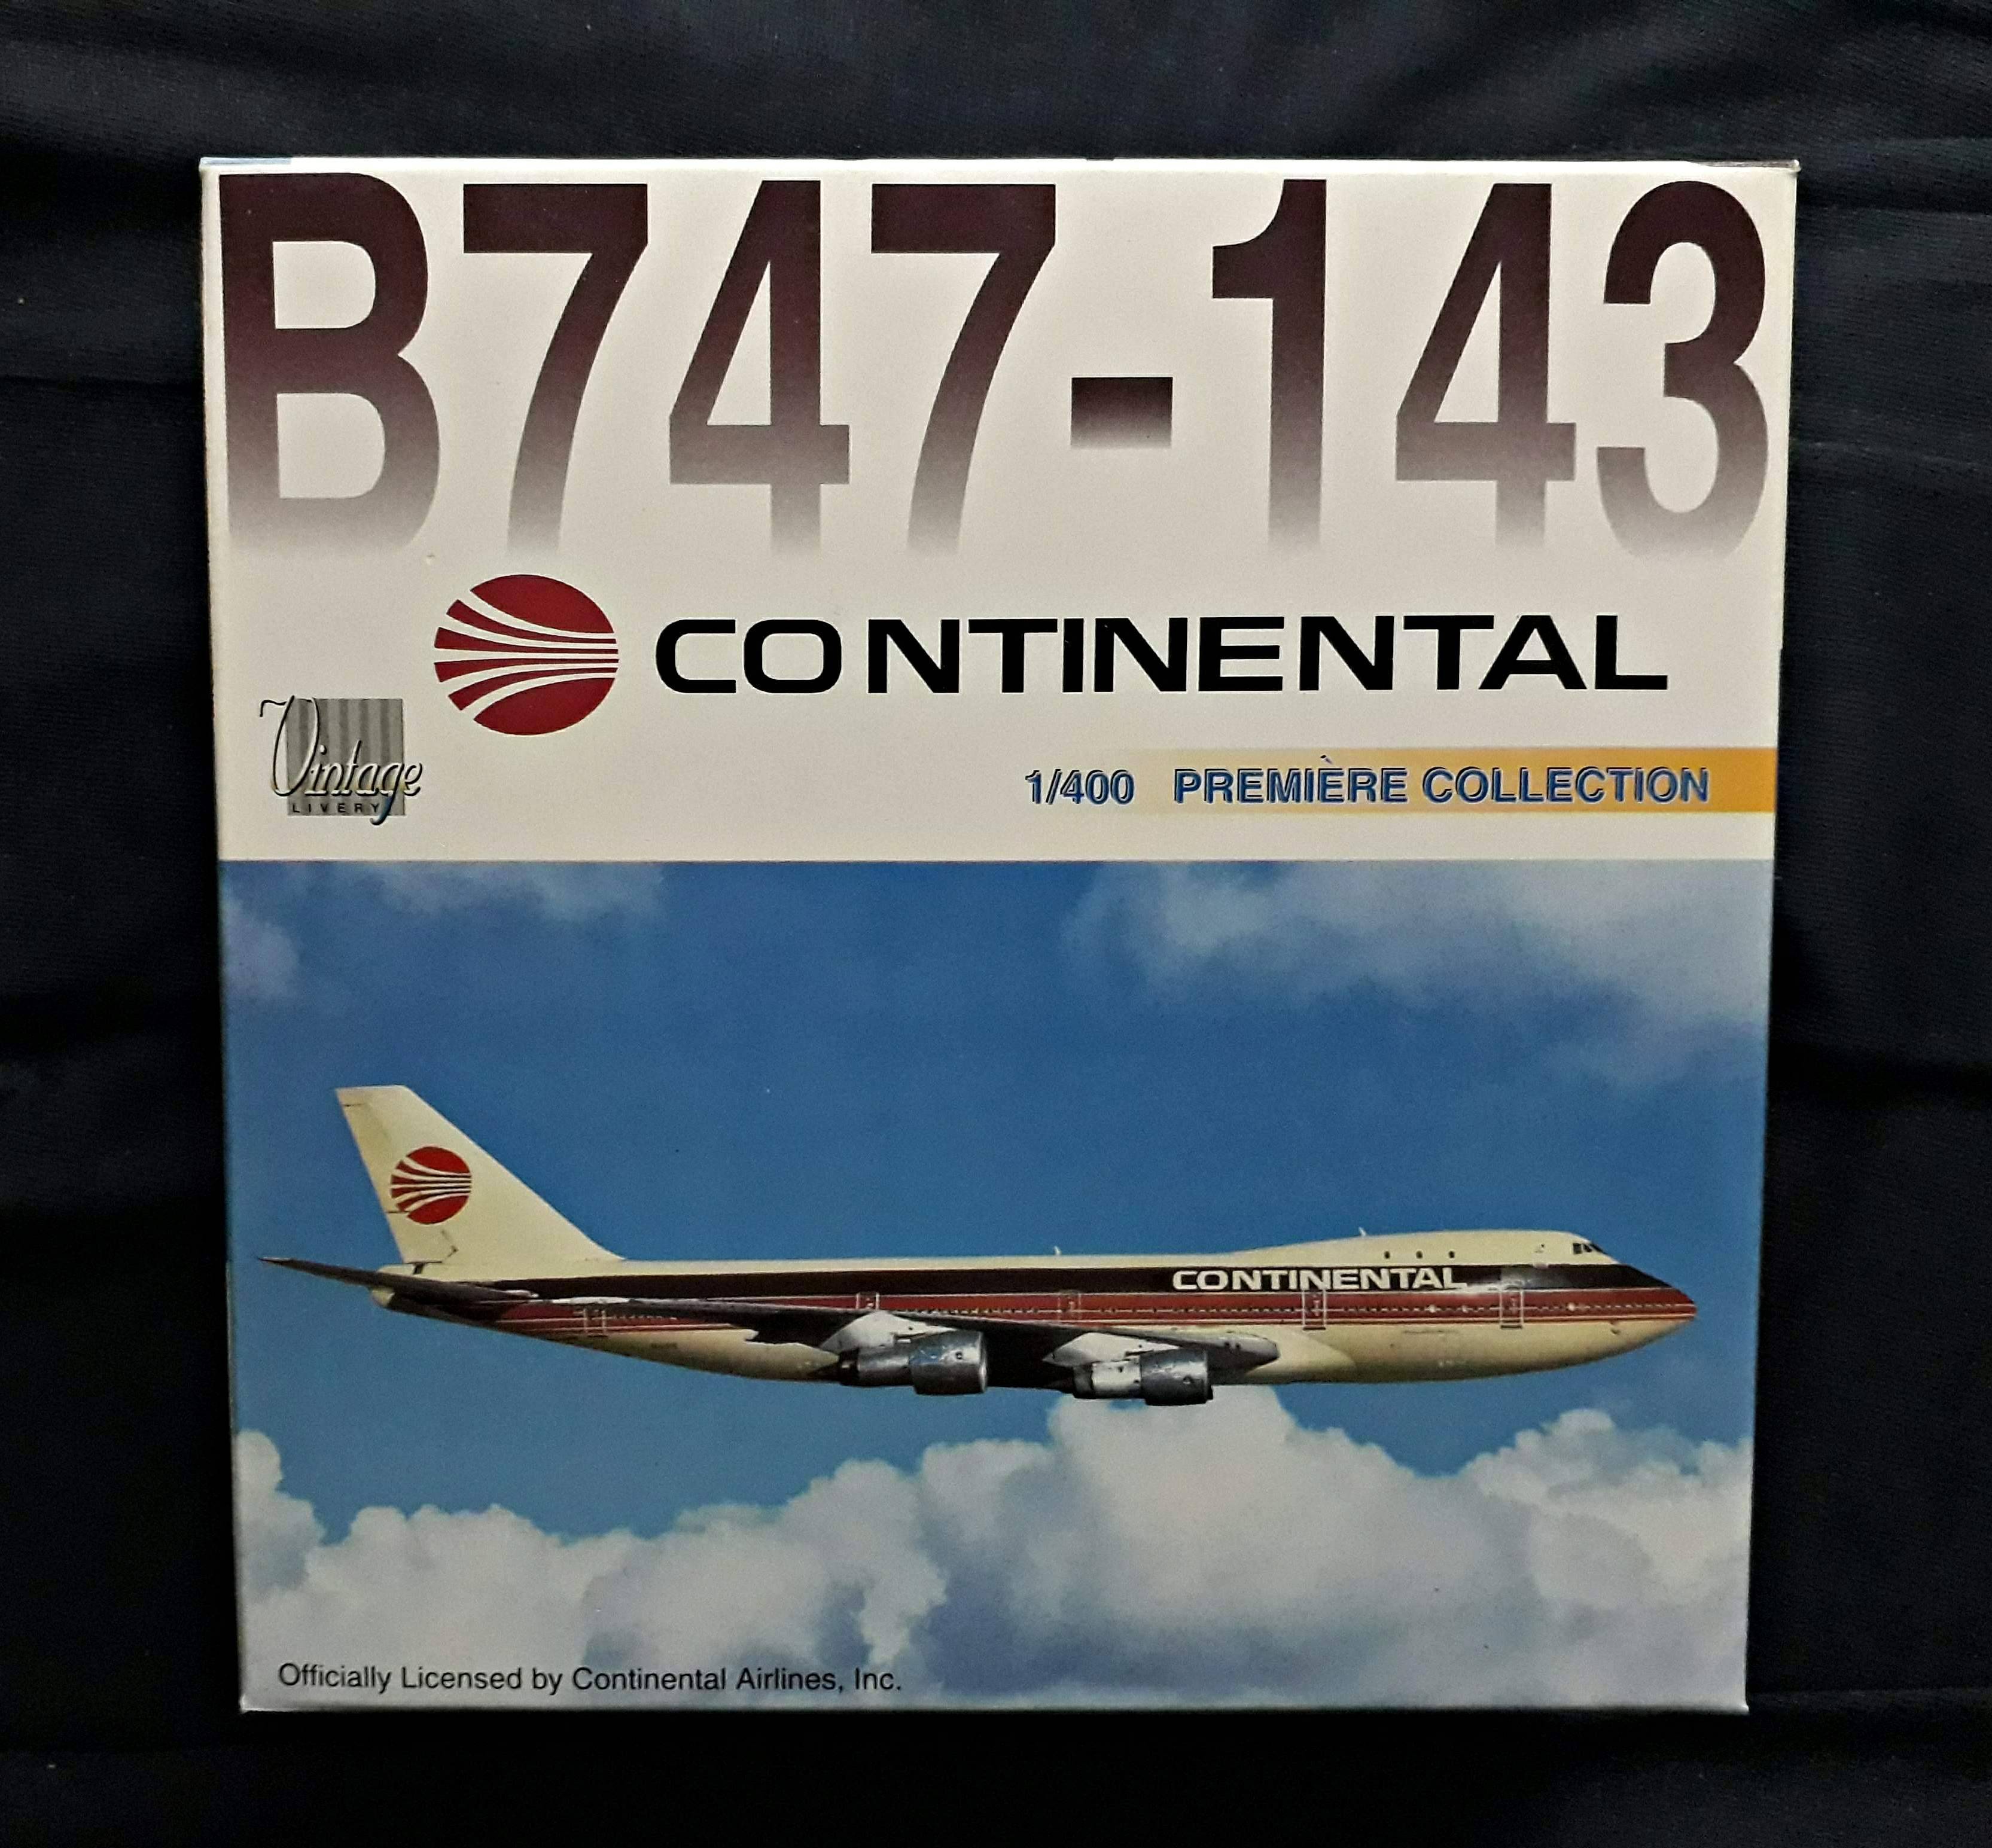 B747-143
CONTINENTAL
Vintage
LIVERY
1/400 PREMIÈRE COLLECTION
CONTINENTAL
Officially Licensed by Continental Airlines, Inc.